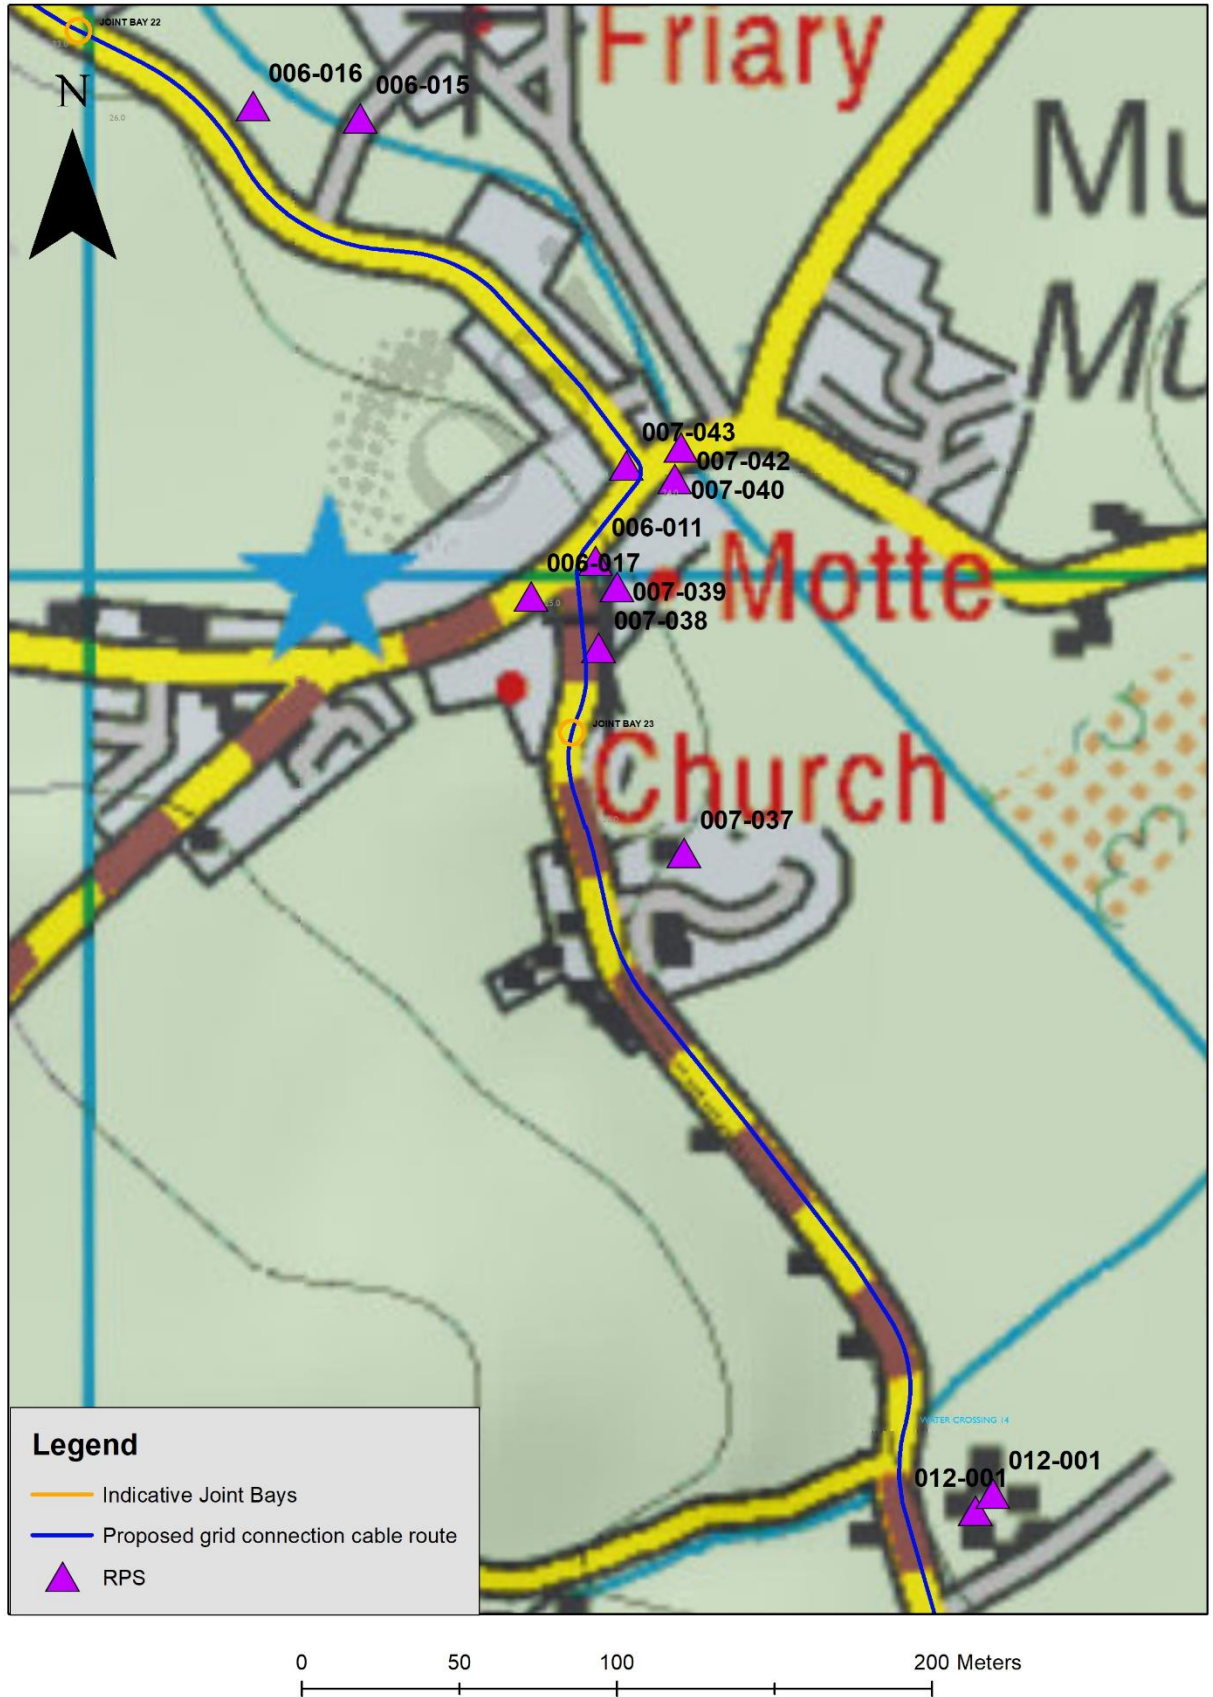 JOINT BAY 22
Friary
N
006-016
006-015
26.0
Mu
Mu
007-043
007-042
007-040
006-011
006-017
Motte
007-039
007-038
JOINT BAY 23
Church
007-037
WATER CROSSING 14
012-001
012-001
Legend
Indicative Joint Bays
Proposed grid connection cable route
RPS
0 50 100 200 Meters